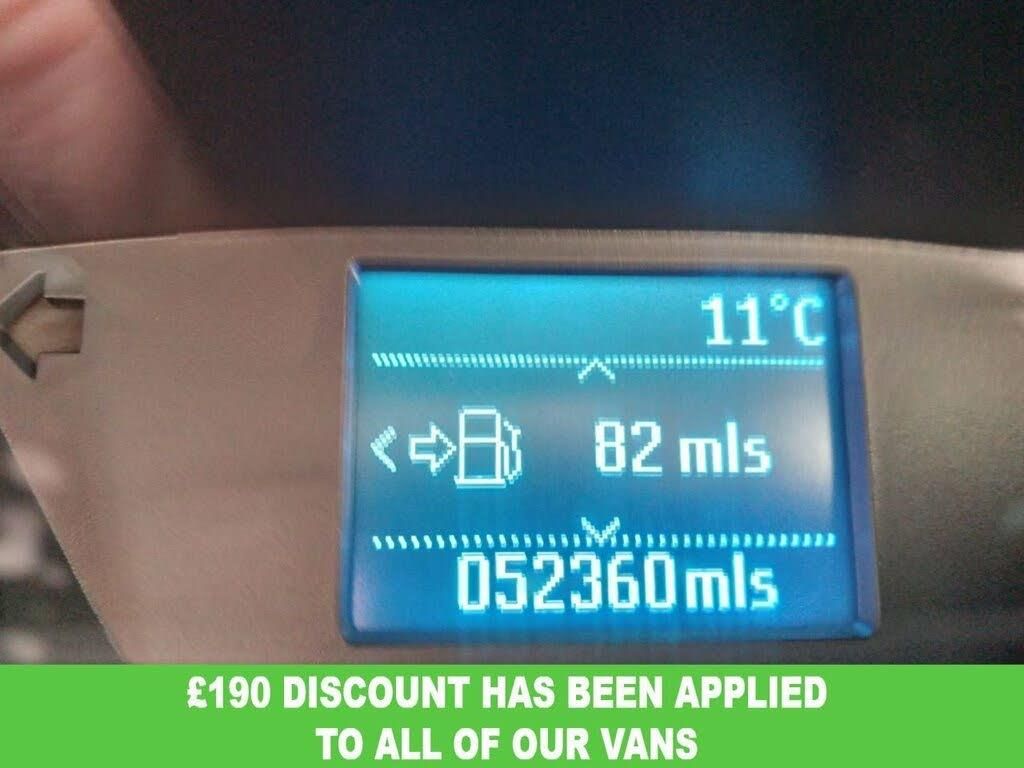 11°C
82 mls
052360mls
£190 DISCOUNT HAS BEEN APPLIED
TO ALL OF OUR VANS